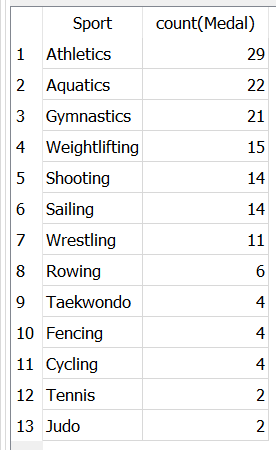 Sport count(Medal)
1 Athletics 29
2 Aquatics 22
3 Gymnastics 21
4 Weightlifting 15
5 Shooting 14
6 Sailing 14
7 Wrestling 11
8 Rowing 6
9 Taekwondo 4
10 Fencing 4
11 Cycling 4
12 Tennis 2
13 Judo 2